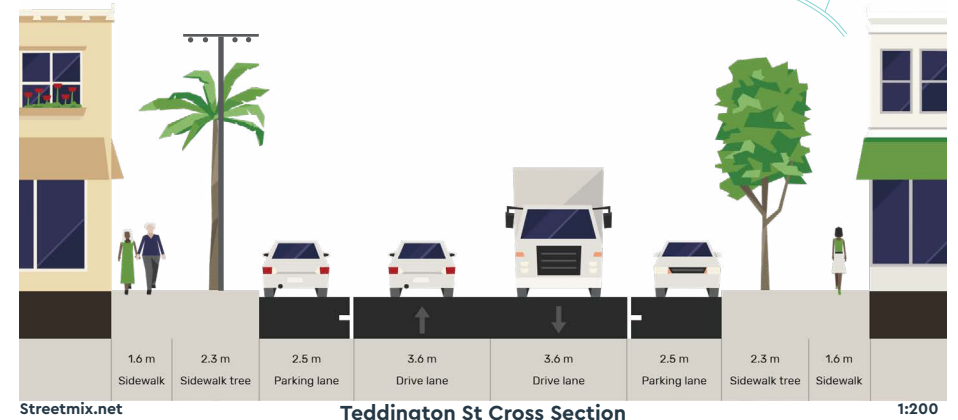 1.6 m 2.3 m 2.5 m 3.6 m 3.6 m 2.5 m 2.3 m 1.6 m
Sidewalk Sidewalk tree Parking lane Drive lane Drive lane Parking lane Sidewalk tree Sidewalk
Streetmix.net Teddington St Cross Section 1:200